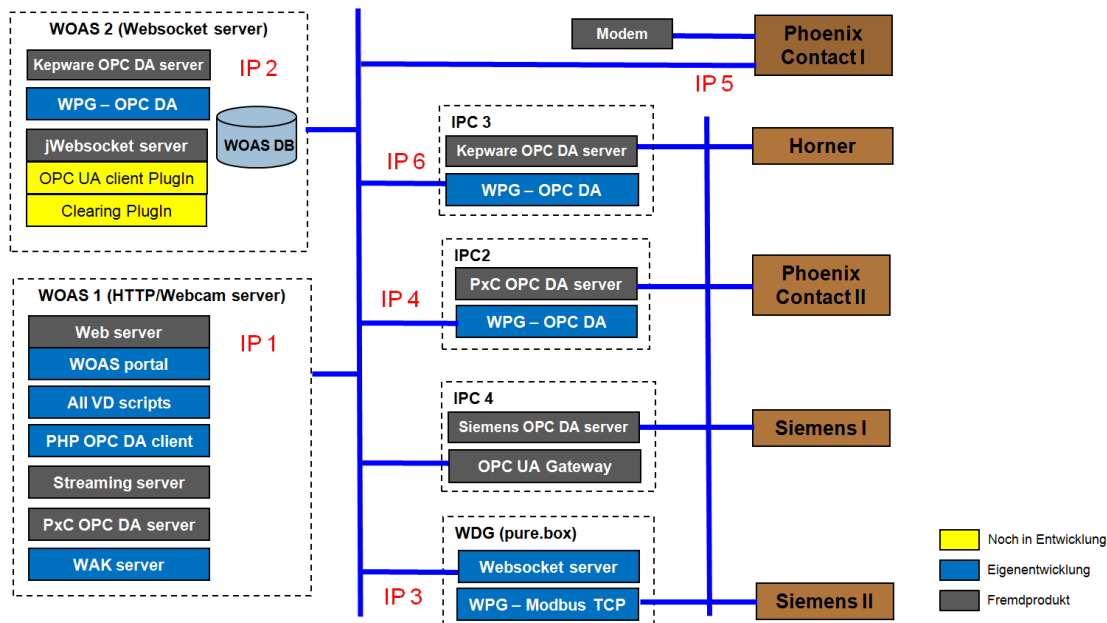 WOAS 2 (Websocket server)
Kepware OPC DA server
IP 2
WPG – OPC DA
jWebsocket server
WOAS DB
OPC UA client PlugIn
Clearing PlugIn
WOAS 1 (HTTP/Webcam server)
Web server
IP 1
WOAS portal
All VD scripts
PHP OPC DA client
Streaming server
PxC OPC DA server
WAK server
Modem
Phoenix
Contact I
IP 5
IPC 3
Kepware OPC DA server
IP 6
WPG – OPC DA
Horner
IPC2
PxC OPC DA server
IP 4
WPG – OPC DA
Phoenix
Contact II
IPC 4
Siemens OPC DA server
OPC UA Gateway
Siemens I
WDG (pure.box)
Websocket server
IP 3
WPG – Modbus TCP
Siemens II
Noch in Entwicklung
Eigenentwicklung
Fremdprodukt